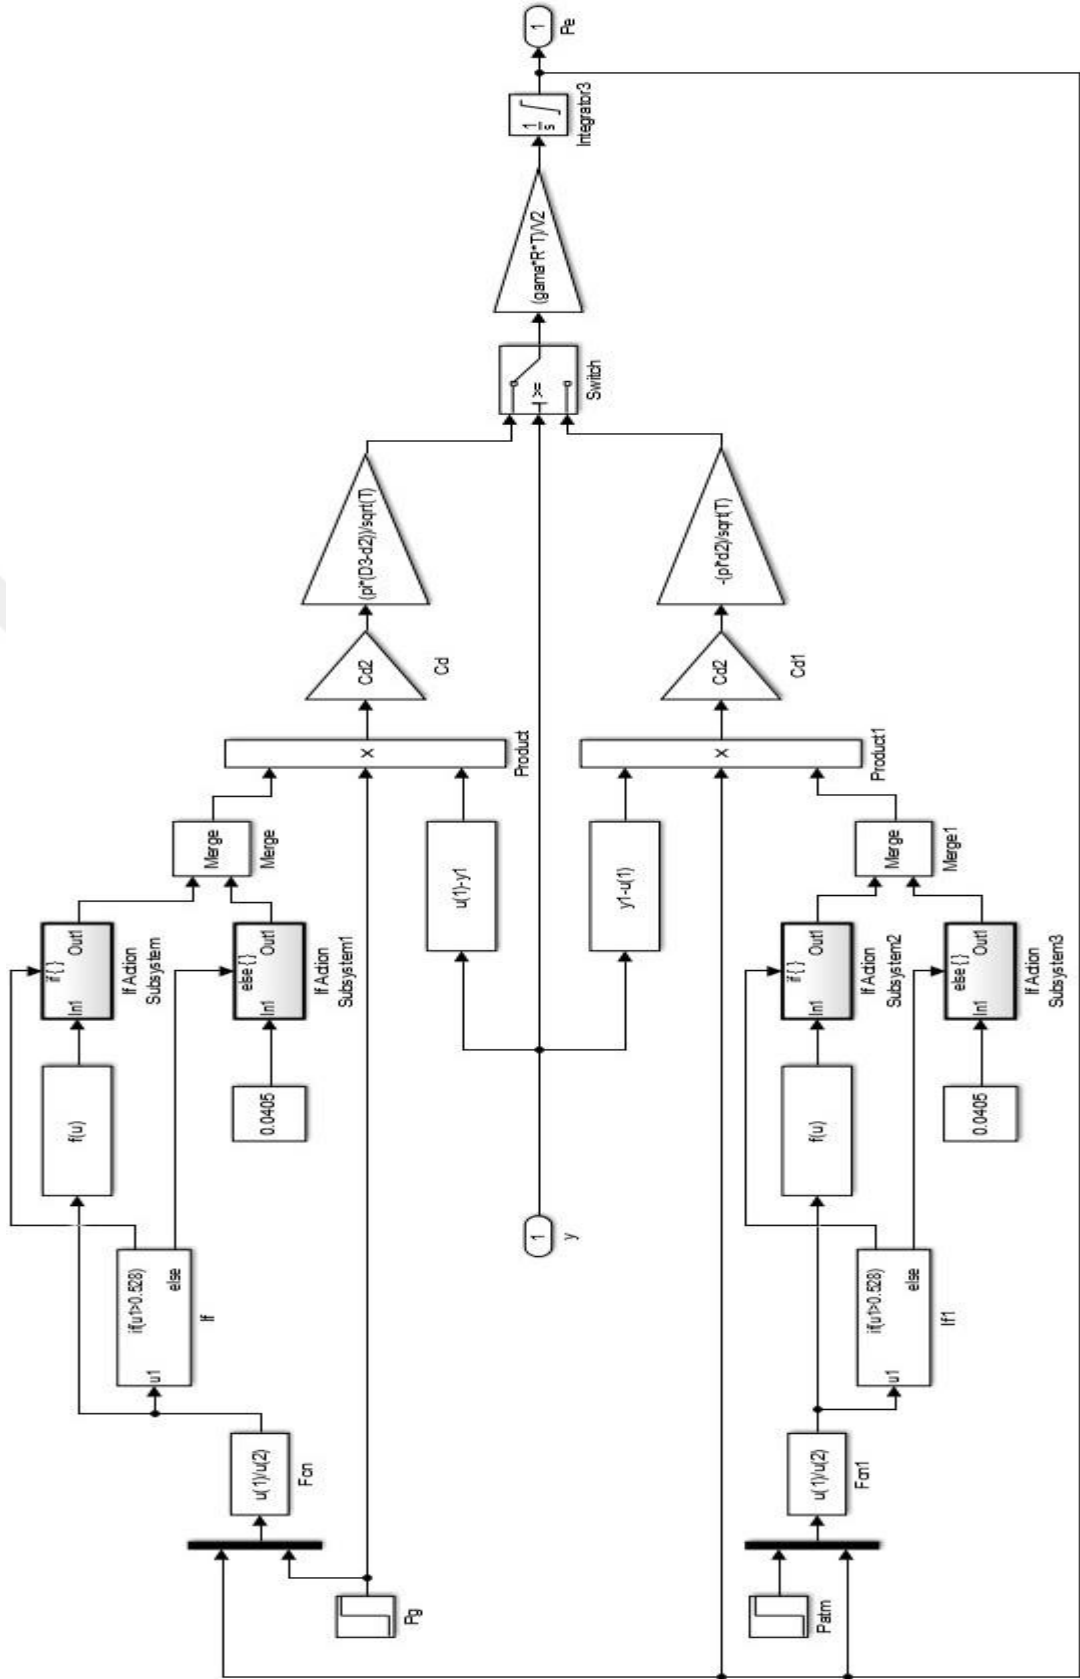 Pg
u(1)/u(2)
Fcn
if(u1>0.528)
u1
else
If
f(u)
0.0405
if { }
In1
Out1
If Action
Subsystem
else { }
In1
Out1
If Action
Subsystem1
Merge
Merge
u(1)-y1
X
Product
Cd2
Cd
(pi*(D3-d2))/sqrt(T)
1
y
>=
Switch
(gama*R*T)/V2
1
s
Integrator3
1
Pe
y1-u(1)
X
Product1
Cd2
Cd1
-(pi*d2)/sqrt(T)
Patm
u(1)/u(2)
Fcn1
if(u1>0.528)
u1
else
If1
f(u)
0.0405
if { }
In1
Out1
If Action
Subsystem2
else { }
In1
Out1
If Action
Subsystem3
Merge
Merge1